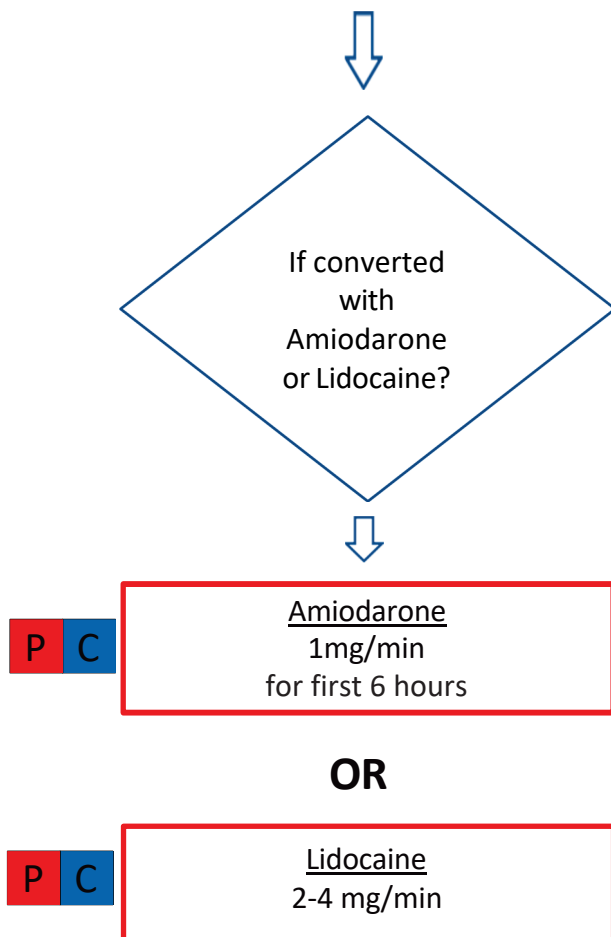 If converted
with
Amiodarone
or Lidocaine?
P C
Amiodarone
1mg/min
for first 6 hours
OR
P C
Lidocaine
2-4 mg/min